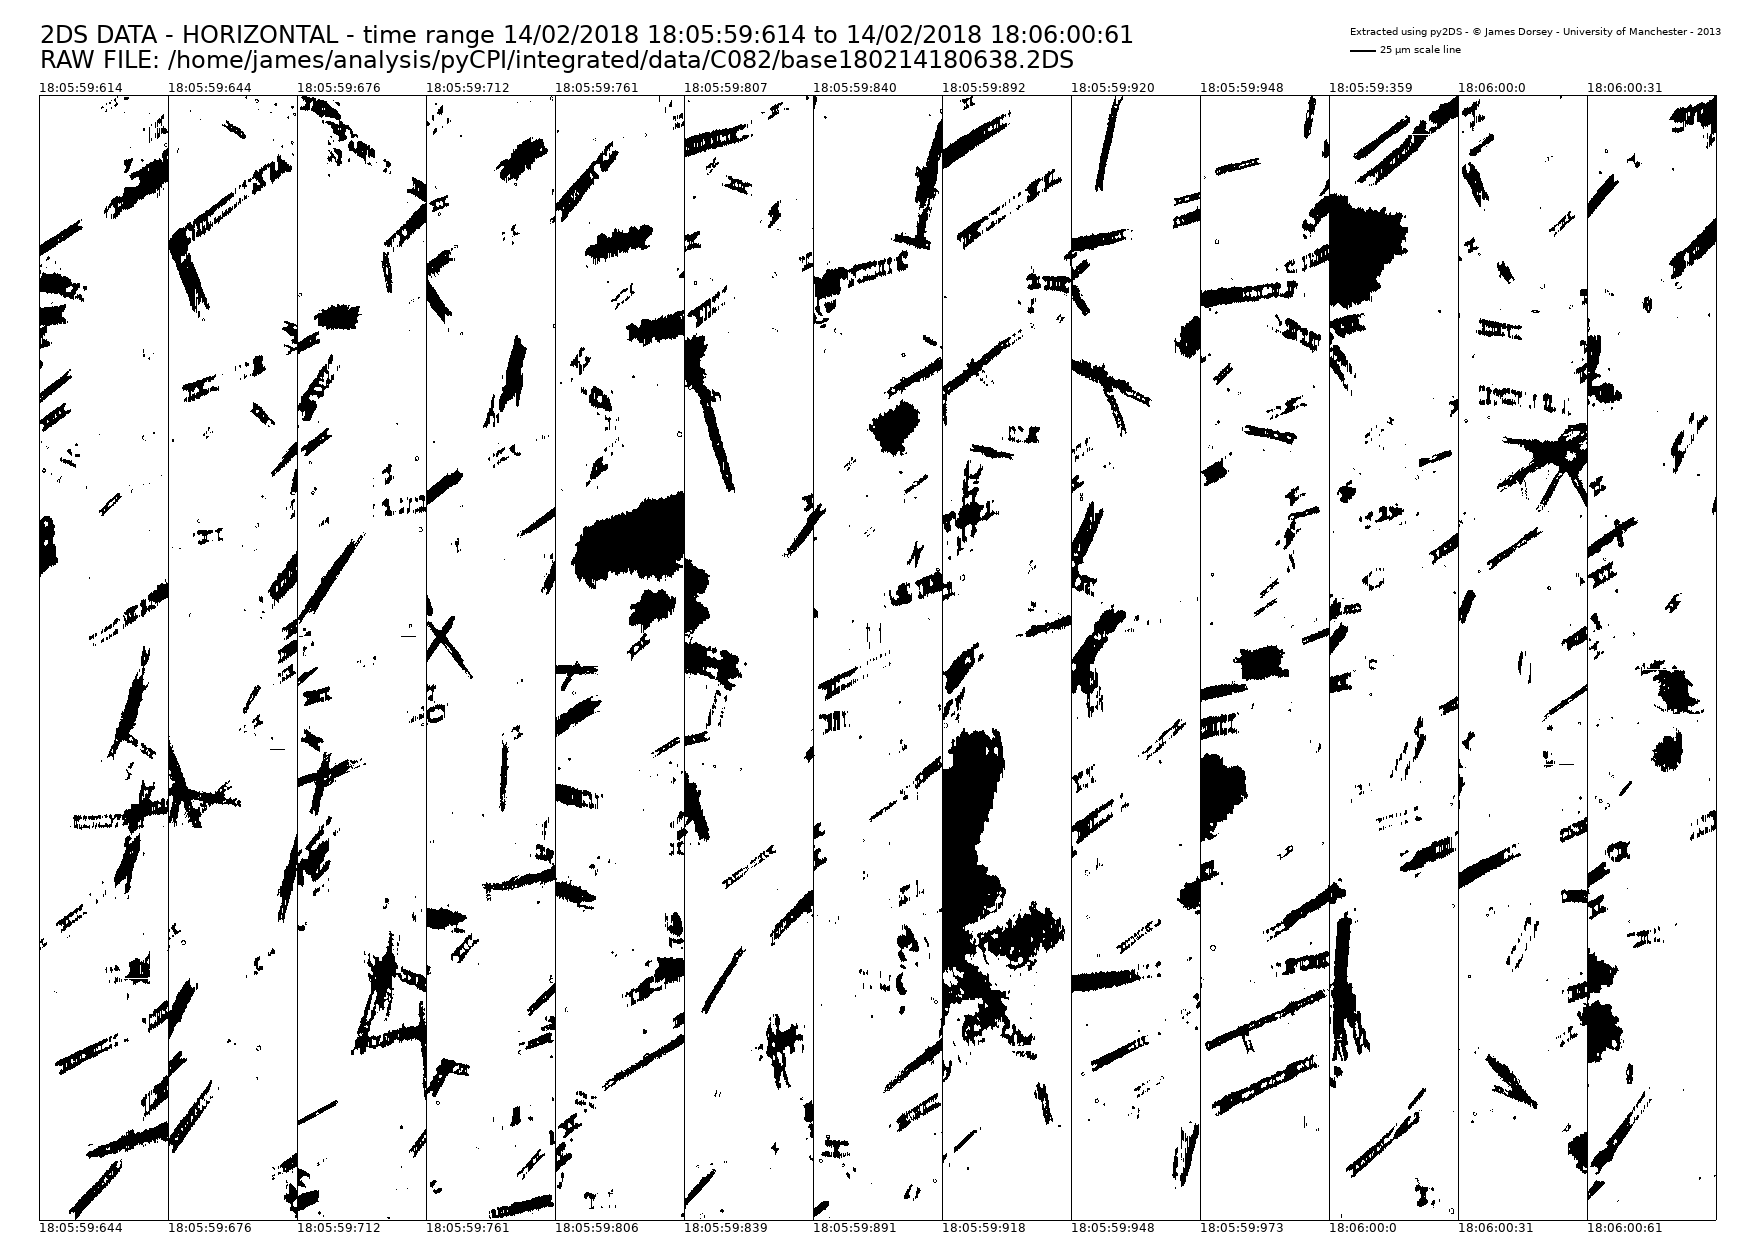 2DS DATA - HORIZONTAL - time range 14/02/2018 18:05:59:614 to 14/02/2018 18:06:00:61
RAW FILE: /home/james/analysis/pyCPI/integrated/data/C082/base180214180638.2DS
Extracted using py2DS - © James Dorsey - University of Manchester - 2013
25 µm scale line
18:05:59:614 18:05:59:644 18:05:59:676 18:05:59:712 18:05:59:761 18:05:59:807 18:05:59:840 18:05:59:892 18:05:59:920 18:05:59:948 18:05:59:359 18:06:00:0 18:06:00:31
18:05:59:644 18:05:59:676 18:05:59:712 18:05:59:761 18:05:59:806 18:05:59:839 18:05:59:891 18:05:59:918 18:05:59:948 18:05:59:973 18:06:00:0 18:06:00:31 18:06:00:61